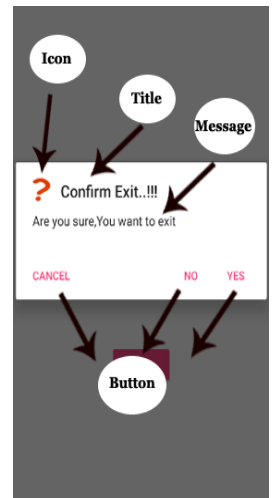 Icon
Title
Message
? Confirm Exit..!!!
Are you sure,You want to exit
CANCEL NO YES
Button